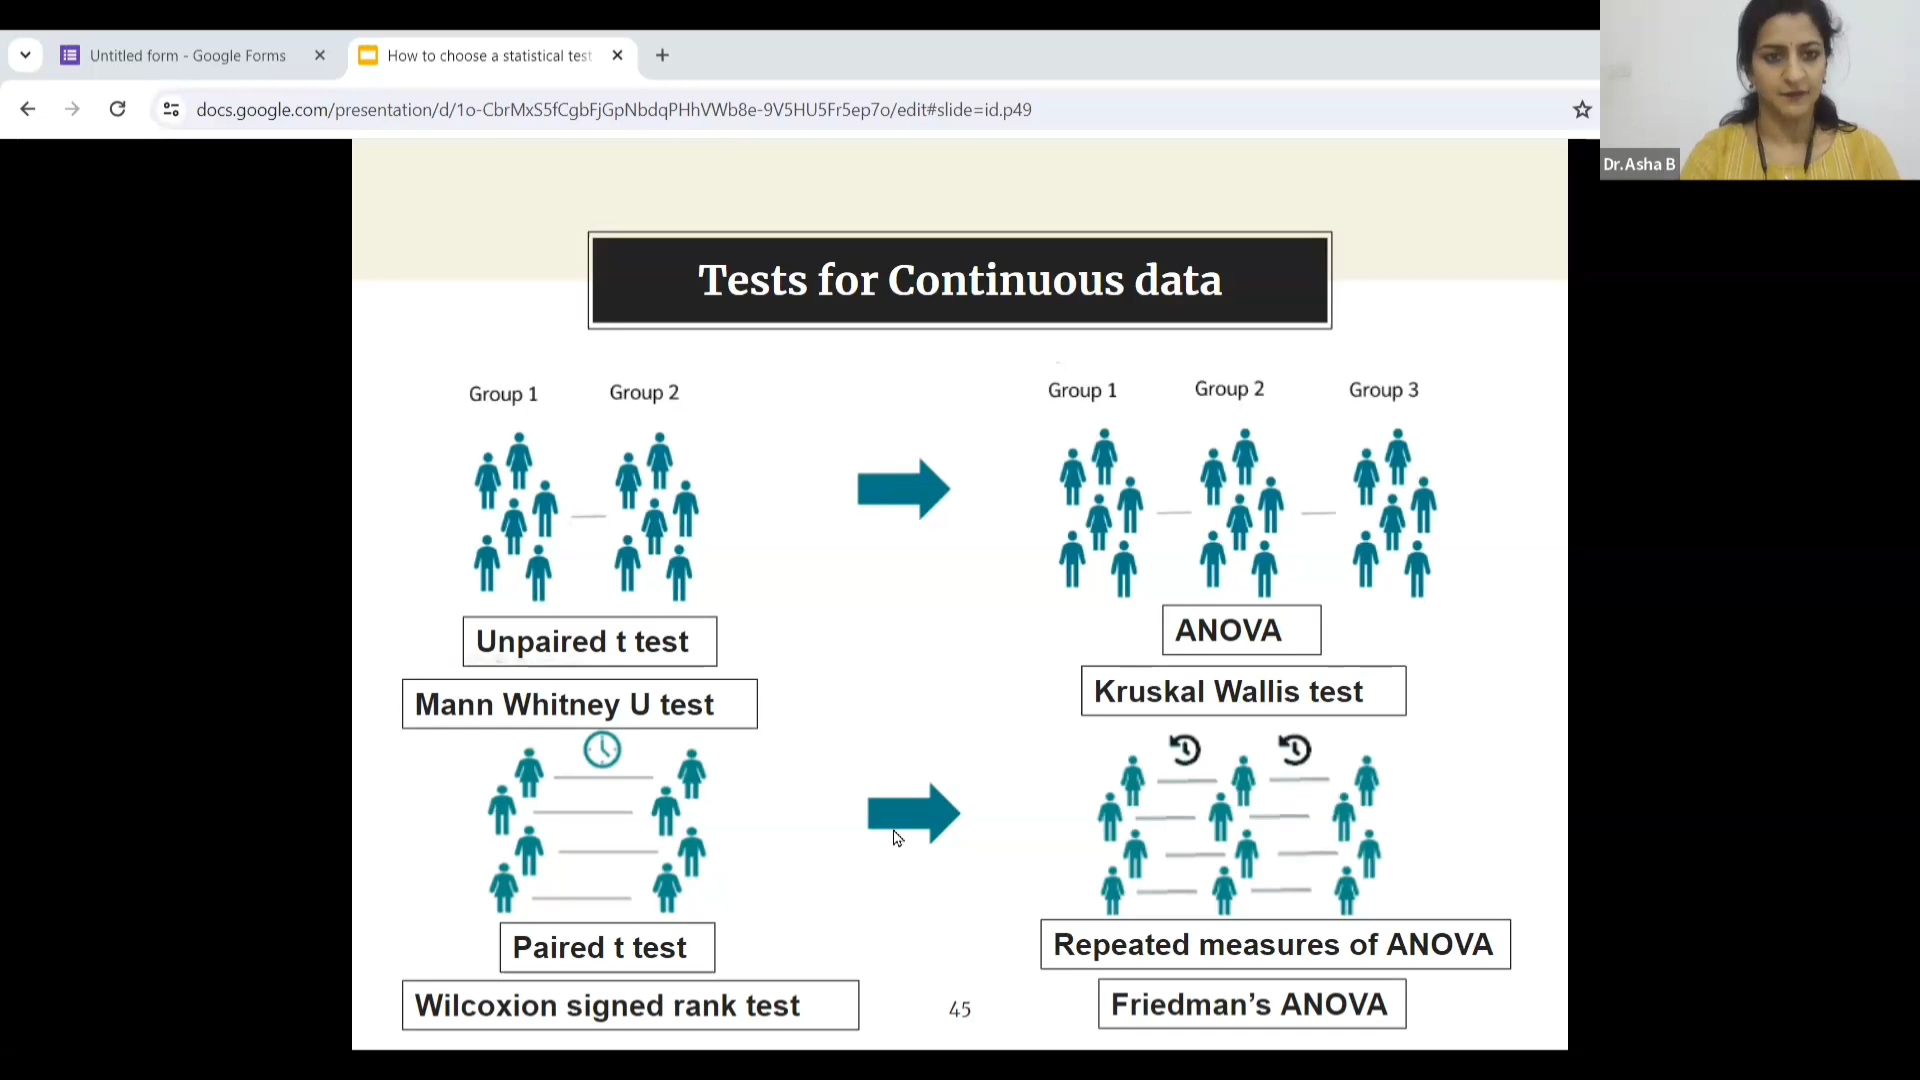 Untitled form - Google Forms
How to choose a statistical test
docs.google.com/presentation/d/1o-CbrMxS5fCgbFjGpNbdqPHhVWb8e-9V5HU5Fr5ep7o/edit#slide=id.p49
Dr.Asha B
Tests for Continuous data
Group 1 Group 2
Group 1 Group 2 Group 3
Unpaired t test
Mann Whitney U test
ANOVA
Kruskal Wallis test
Paired t test
Wilcoxion signed rank test
Repeated measures of ANOVA
Friedman’s ANOVA
45